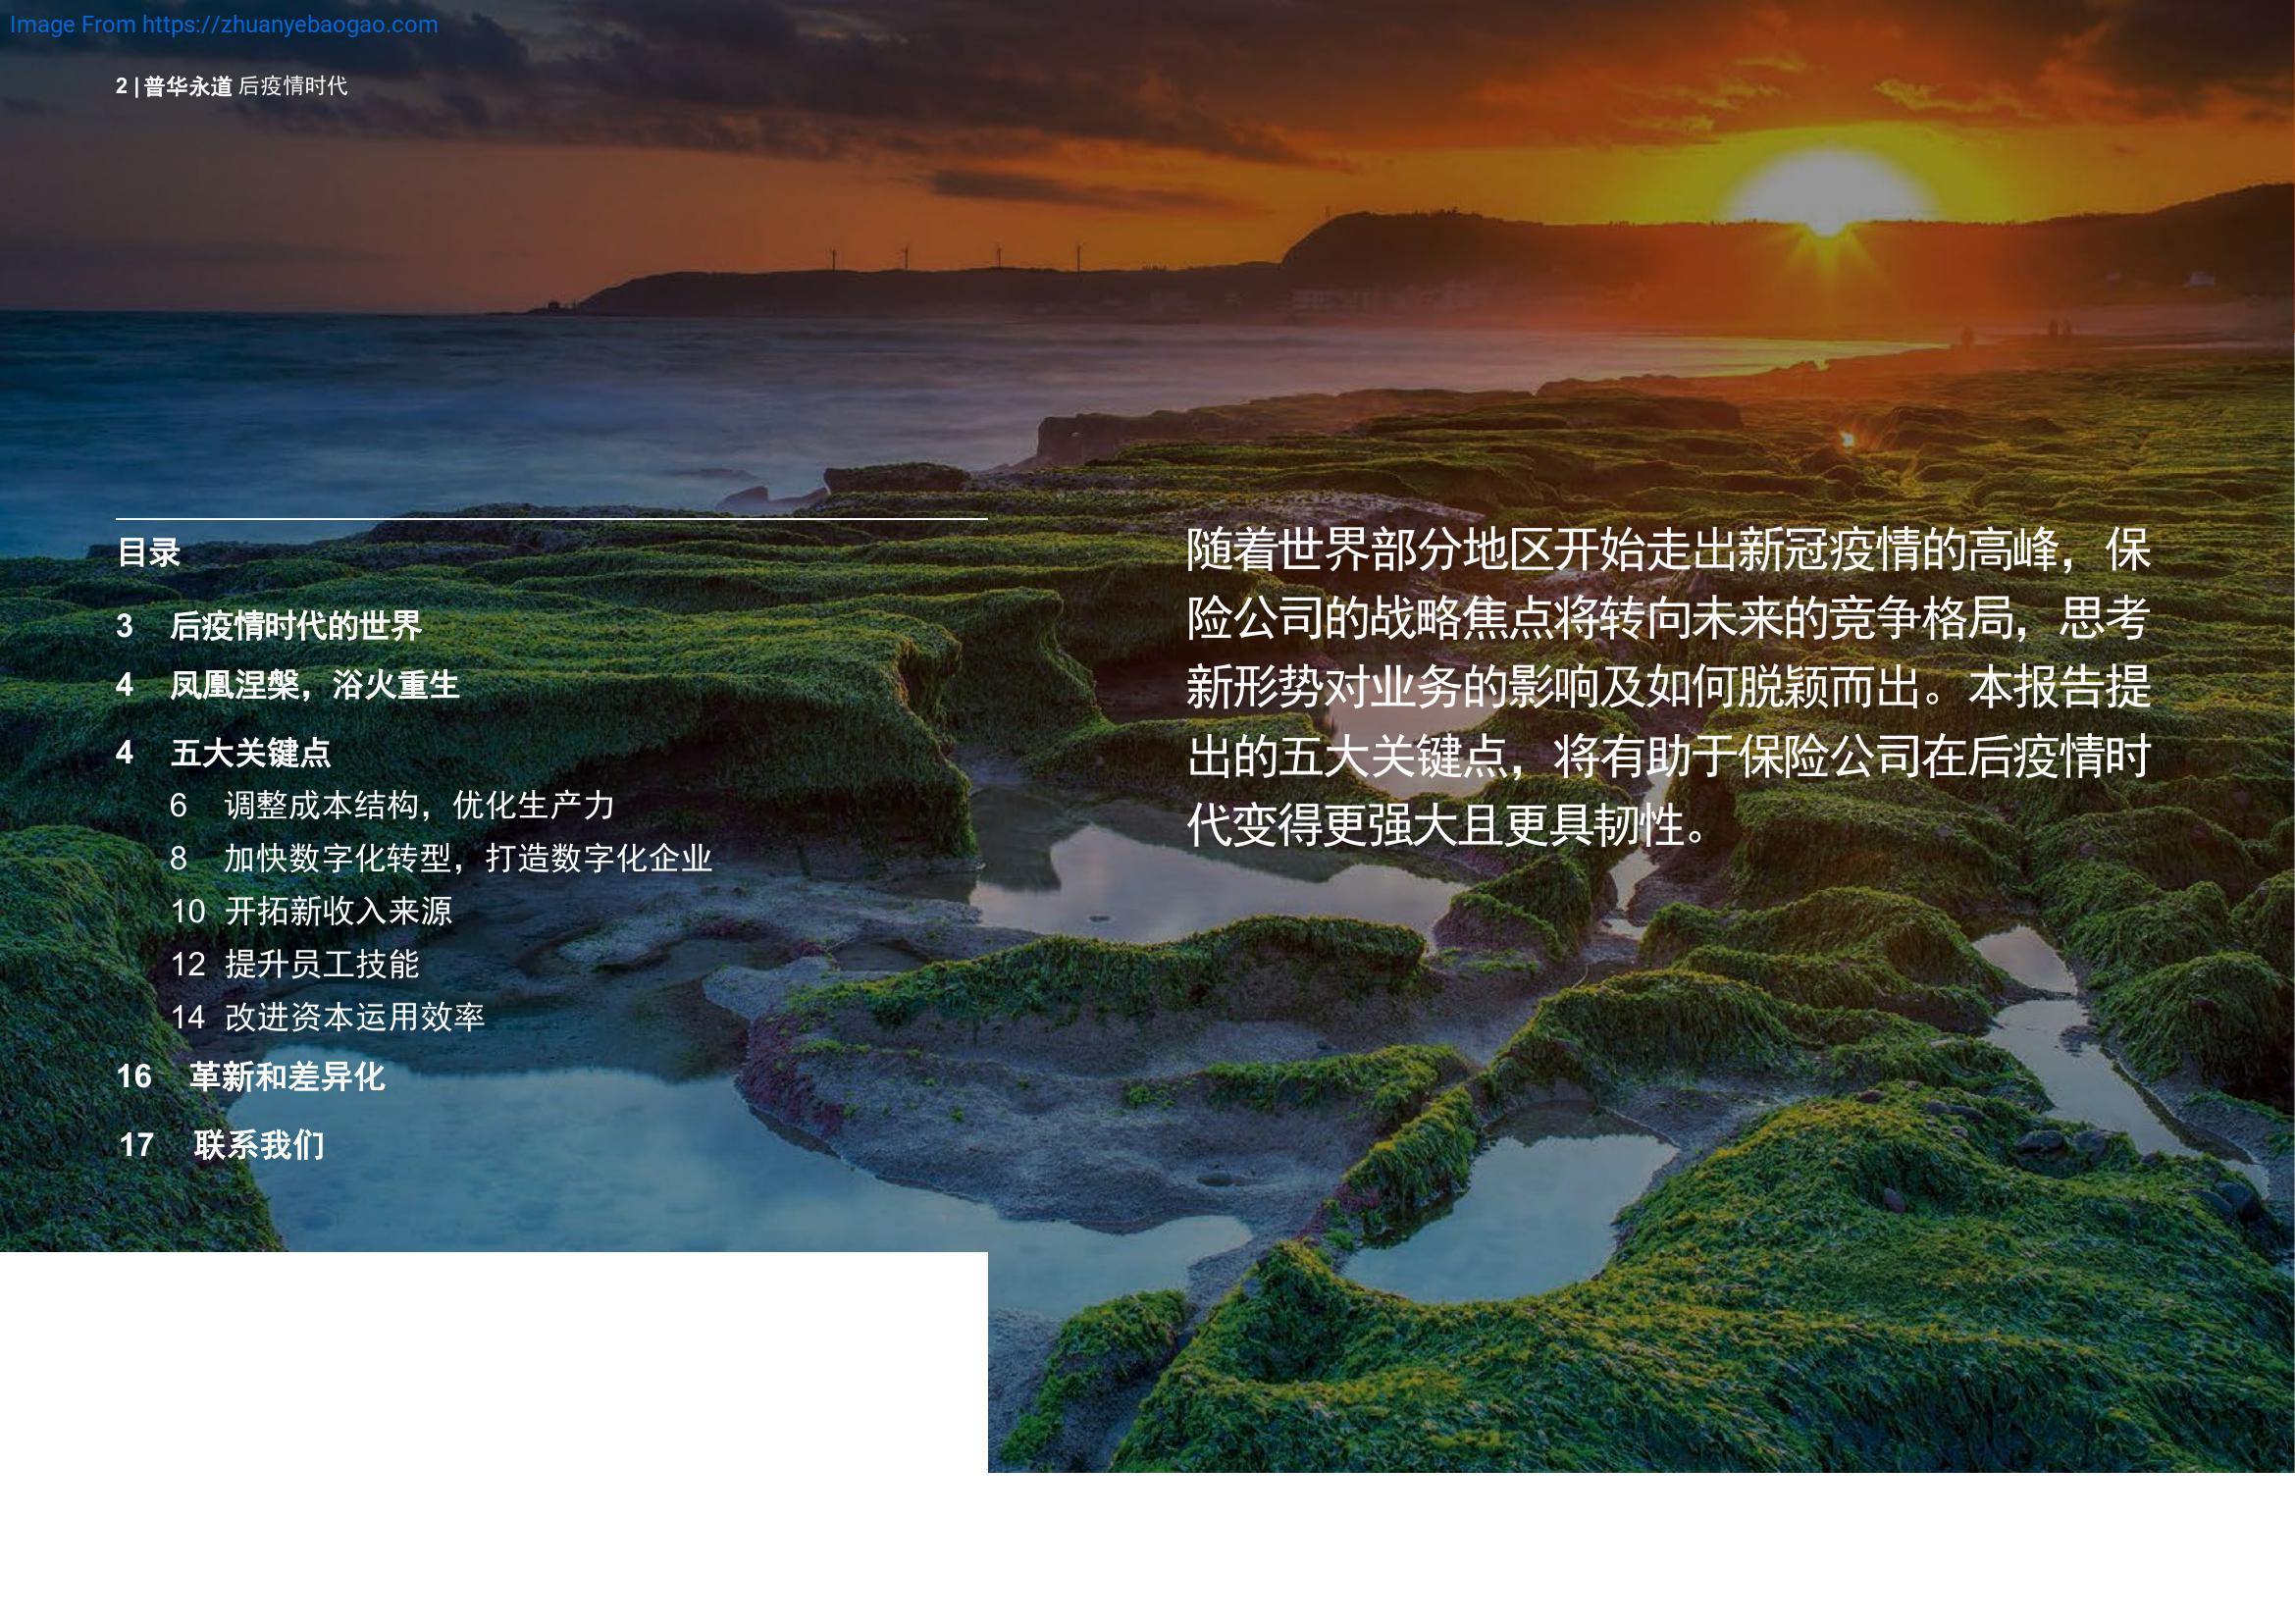 Image From https://zhuanyebaogao.com
2 | 普华永道 后疫情时代
目录
3 后疫情时代的世界
4 凤凰涅槃，浴火重生
4 五大关键点
6 调整成本结构，优化生产力
8 加快数字化转型，打造数字化企业
10 开拓新收入来源
12 提升员工技能
14 改进资本运用效率
16 革新和差异化
17 联系我们
随着世界部分地区开始走出新冠疫情的高峰，保
险公司的战略焦点将转向未来的竞争格局，思考
新形势对业务的影响及如何脱颖而出。本报告提
出的五大关键点，将有助于保险公司在后疫情时
代变得更强大且更具韧性。